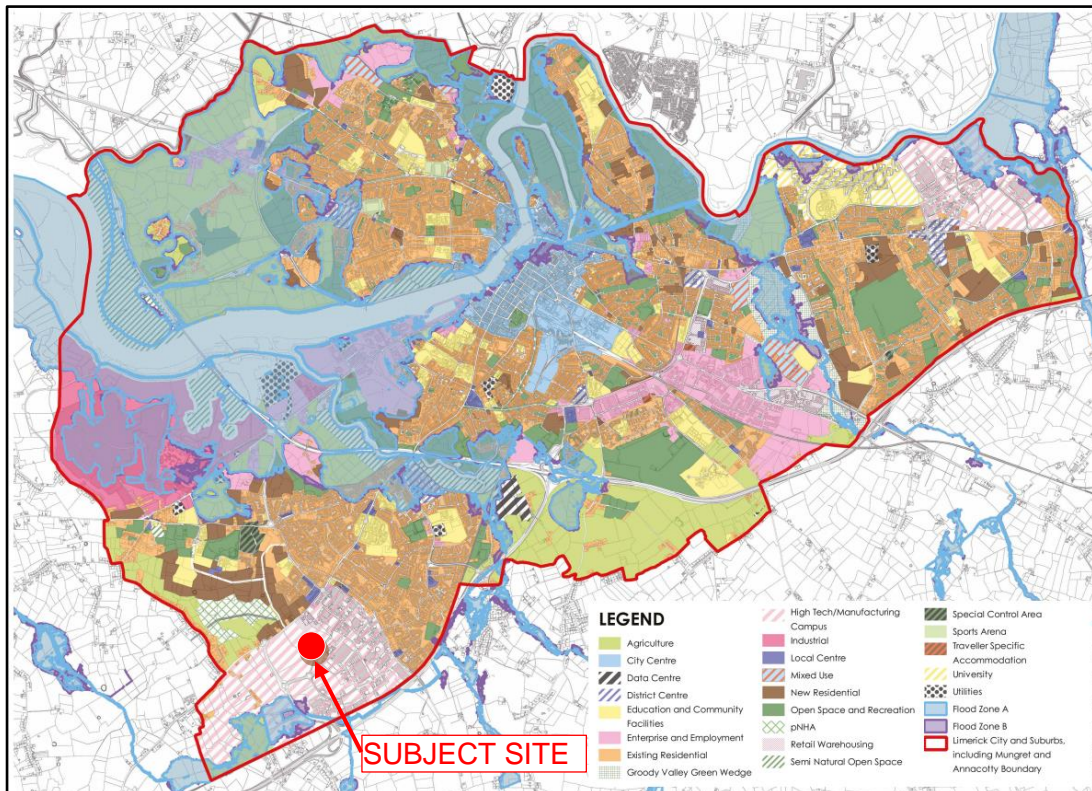 SUBJECT SITE
LEGEND
Agriculture
City Centre
Data Centre
District Centre
Education and Community
Facilities
Enterprise and Employment
Existing Residential
Groody Valley Green Wedge
High Tech/Manufacturing
Campus
Industrial
Local Centre
Mixed Use
New Residential
Open Space and Recreation
pNHA
Retail Warehousing
Semi Natural Open Space
Special Control Area
Sports Arena
Traveller Specific
Accommodation
University
Utilities
Flood Zone A
Flood Zone B
Limerick City and Suburbs,
including Mungret and
Annacotty Boundary